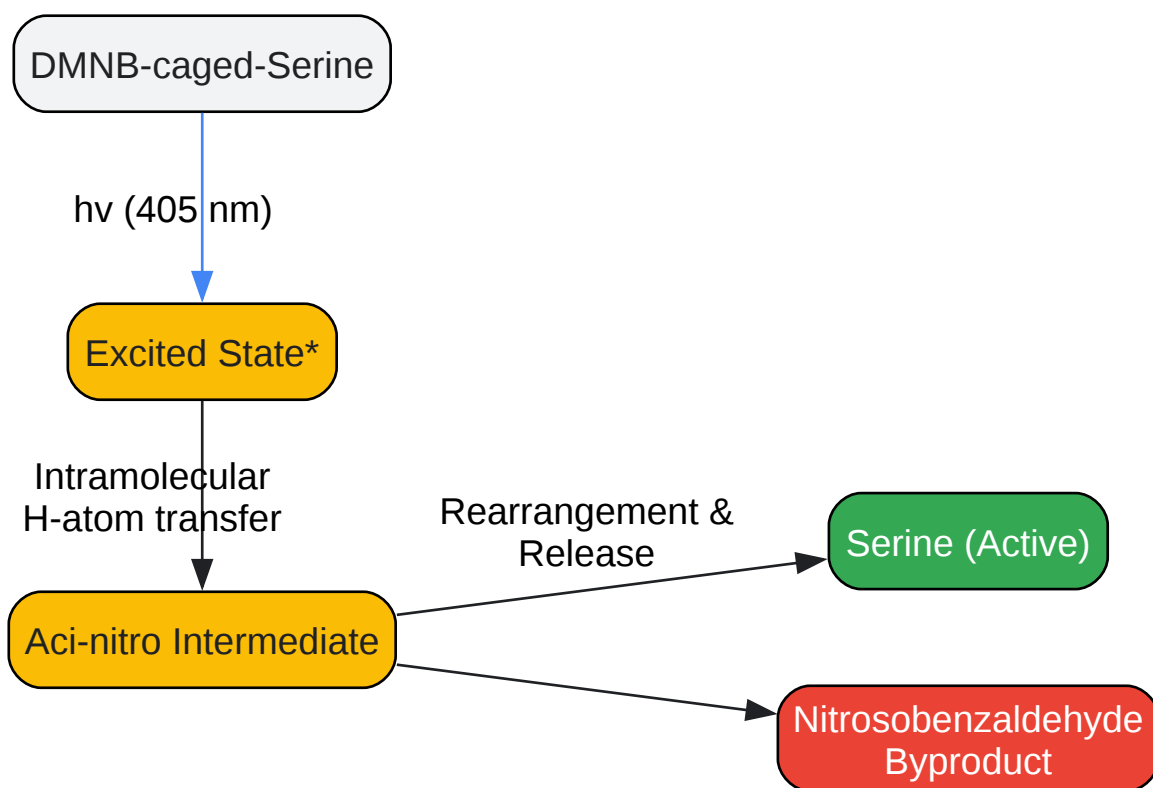 DMNB-caged-Serine
hv (405 nm)
Excited State*
Intramolecular
H-atom transfer
Rearrangement &
Release
Serine (Active)
Aci-nitro Intermediate
Nitrosobenzaldehyde
Byproduct